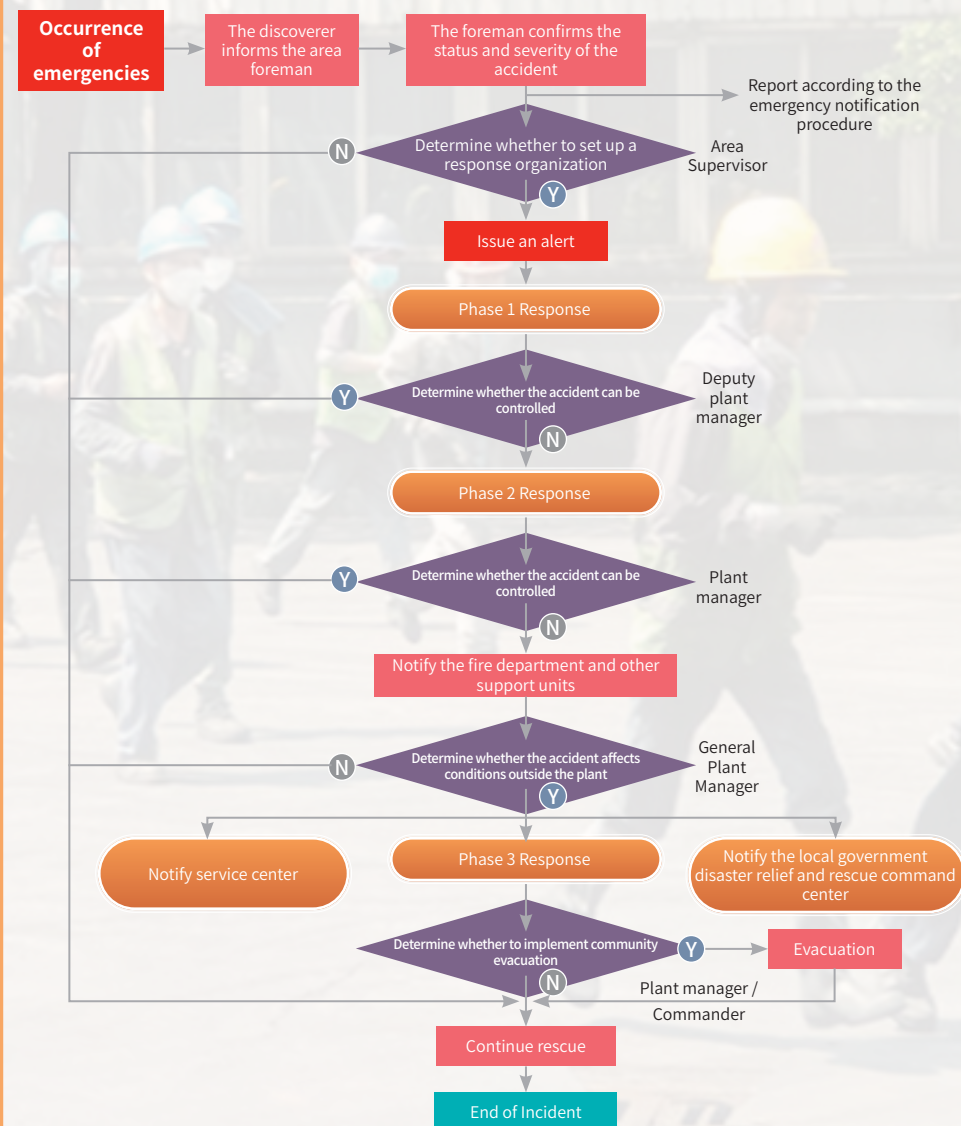 Occurrence
of
emergencies
The discoverer
informs the area
foreman
The foreman confirms the
status and severity of the
accident
Report according to the
emergency notification
procedure
Determine whether to set up a
response organization
Area
Supervisor
N
Y
Issue an alert
Phase 1 Response
Determine whether the accident can be
controlled
Deputy
plant
manager
Y
N
Phase 2 Response
Determine whether the accident can be
controlled
Plant
manager
Y
N
Notify the fire department and other
support units
Determine whether the accident affects
conditions outside the plant
General
Plant
Manager
N
Y
Notify service center
Phase 3 Response
Notify the local government
disaster relief and rescue command
center
Determine whether to implement community
evacuation
Y
Evacuation
N
Plant manager /
Commander
Continue rescue
End of Incident